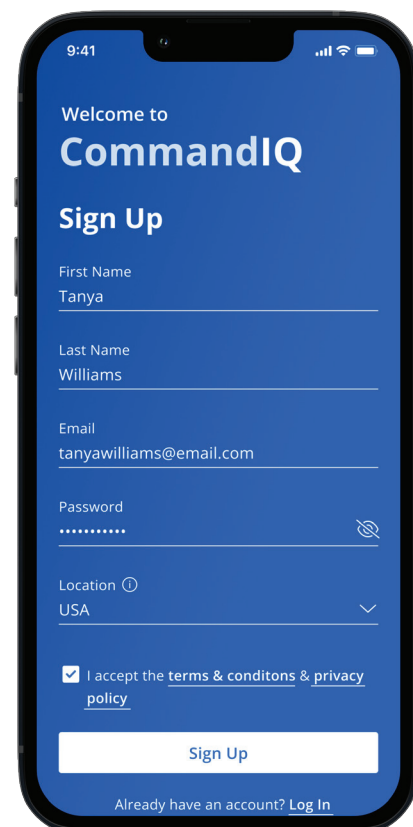 9:41
Welcome to
CommandIQ
Sign Up
First Name
Tanya
Last Name
Williams
Email
tanyawilliams@email.com
Password
•••••••••••
Location ⓘ
USA
I accept the terms & conditons & privacy
policy
Sign Up
Already have an account? Log In